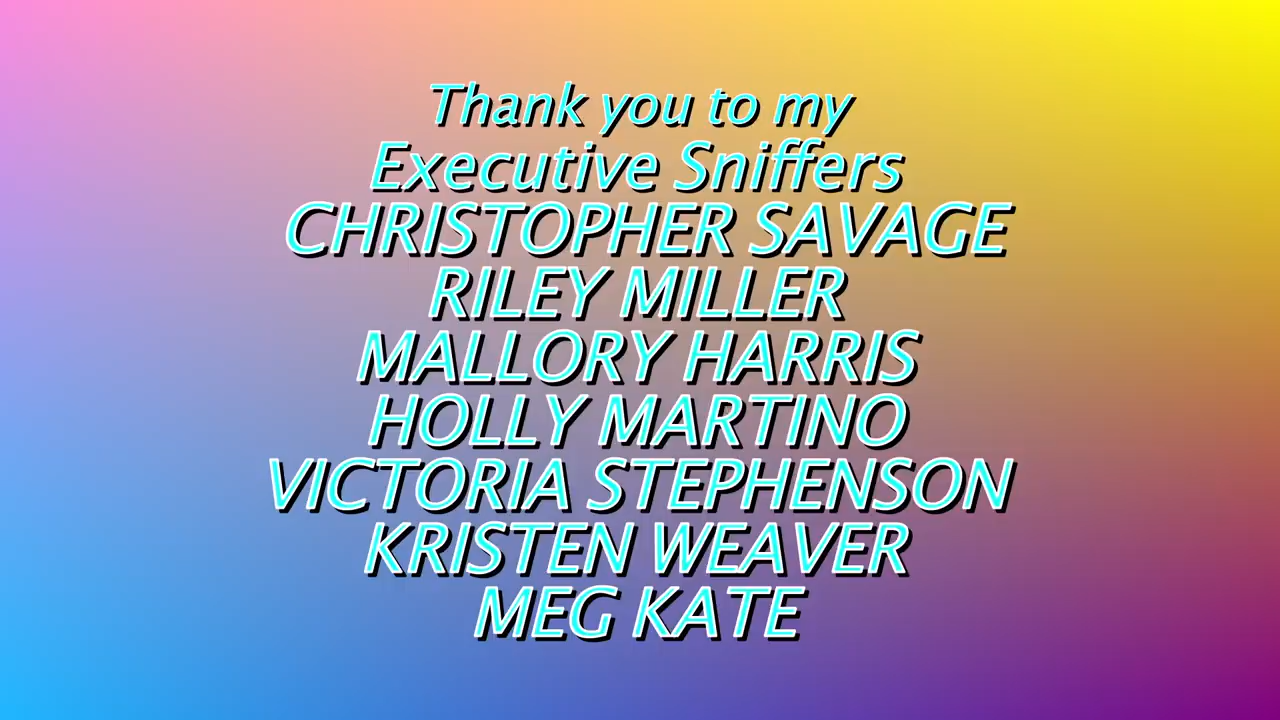 Thank you to my
Executive Sniffers
CHRISTOPHER SAVAGE
RILEY MILLER
MALLORY HARRIS
HOLLY MARTINO
VICTORIA STEPHENSON
KRISTEN WEAVER
MEG KATE